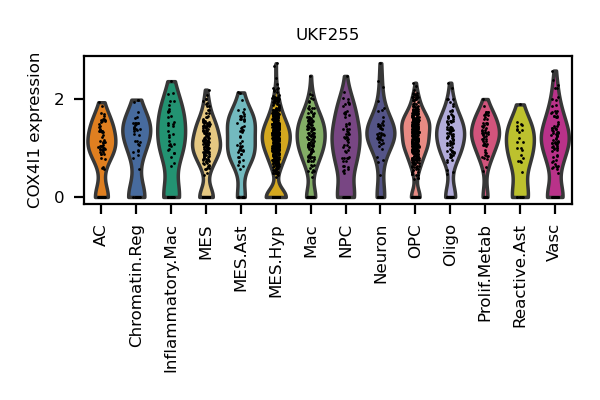 UKF255
COX4I1 expression
2
0
AC
Chromatin.Reg
Inflammatory.Mac
MES
MES.Ast
MES.Hyp
Mac
NPC
Neuron
OPC
Oligo
Prolif.Metab
Reactive.Ast
Vasc